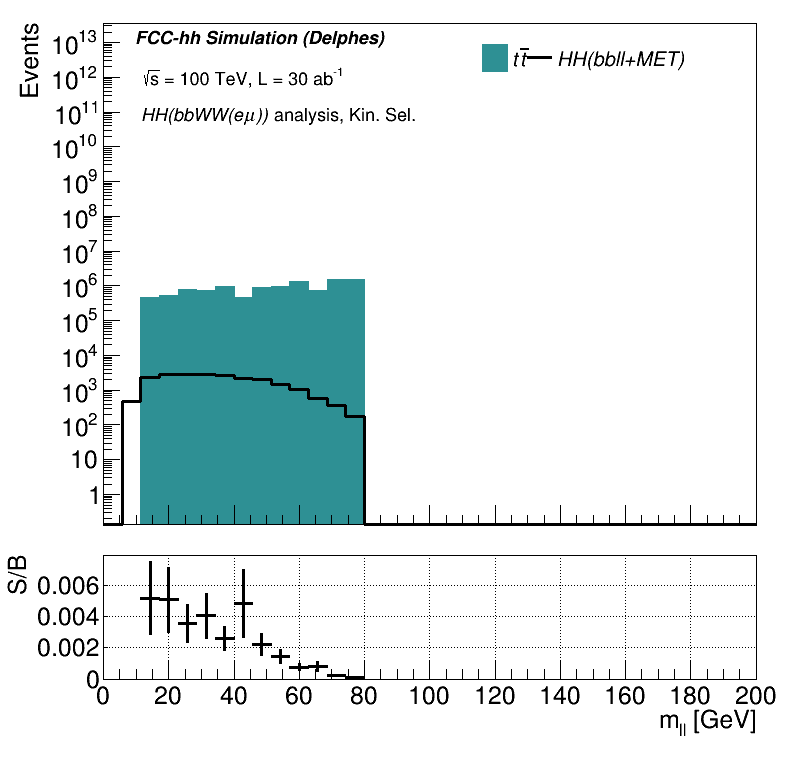 Events
10¹³
10¹²
10¹¹
10¹⁰
10⁹
10⁸
10⁷
10⁶
10⁵
10⁴
10³
10²
10
1
FCC-hh Simulation (Delphes)
√s = 100 TeV, L = 30 ab⁻¹
HH(bbWW(eμ)) analysis, Kin. Sel.
tt̅ HH(bbll+MET)
S/B
0.006
0.004
0.002
0
0 20 40 60 80 100 120 140 160 180 200
m_ll [GeV]